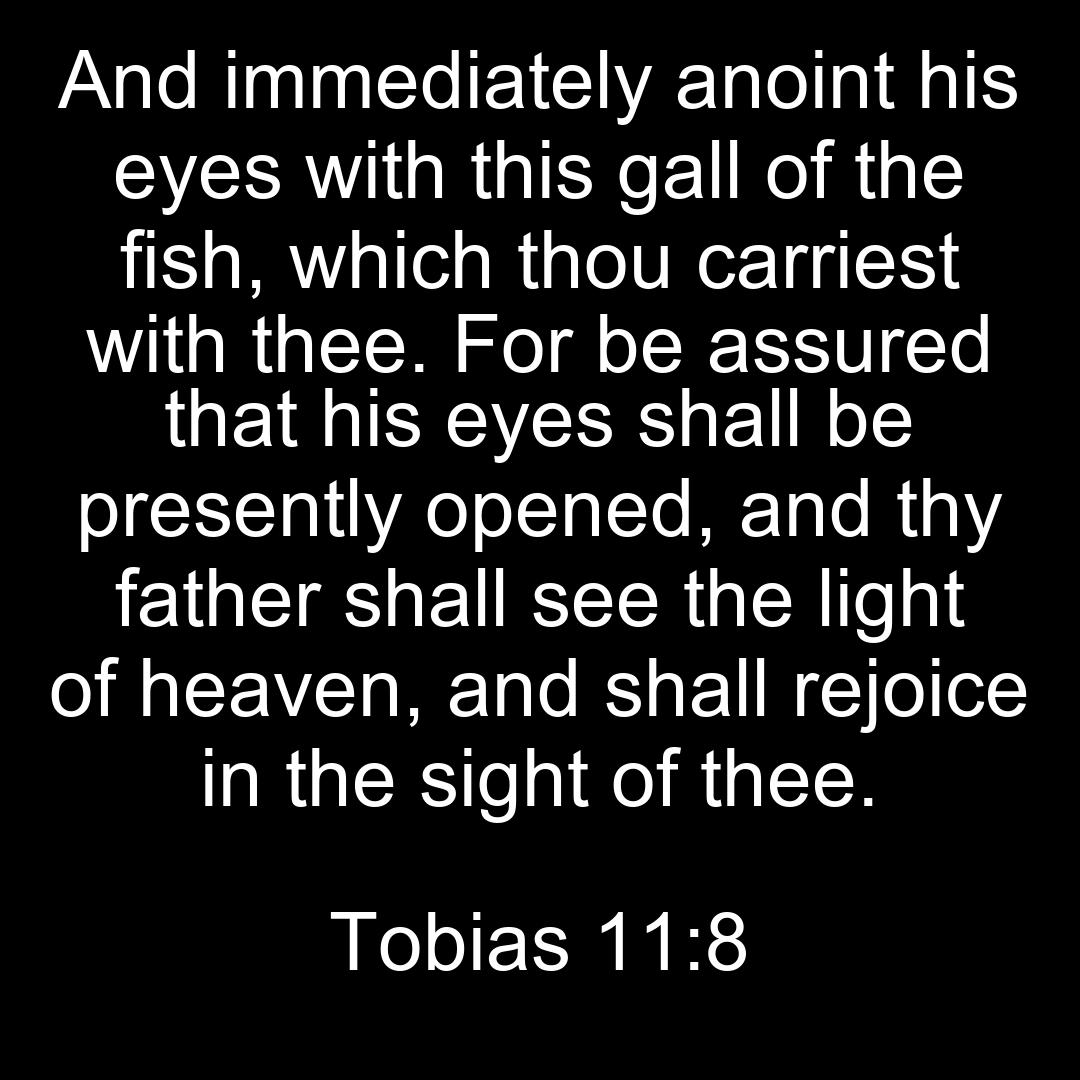 And immediately anoint his
eyes with this gall of the
fish, which thou carriest
with thee. For be assured
that his eyes shall be
presently opened, and thy
father shall see the light
of heaven, and shall rejoice
in the sight of thee.
Tobias 11:8